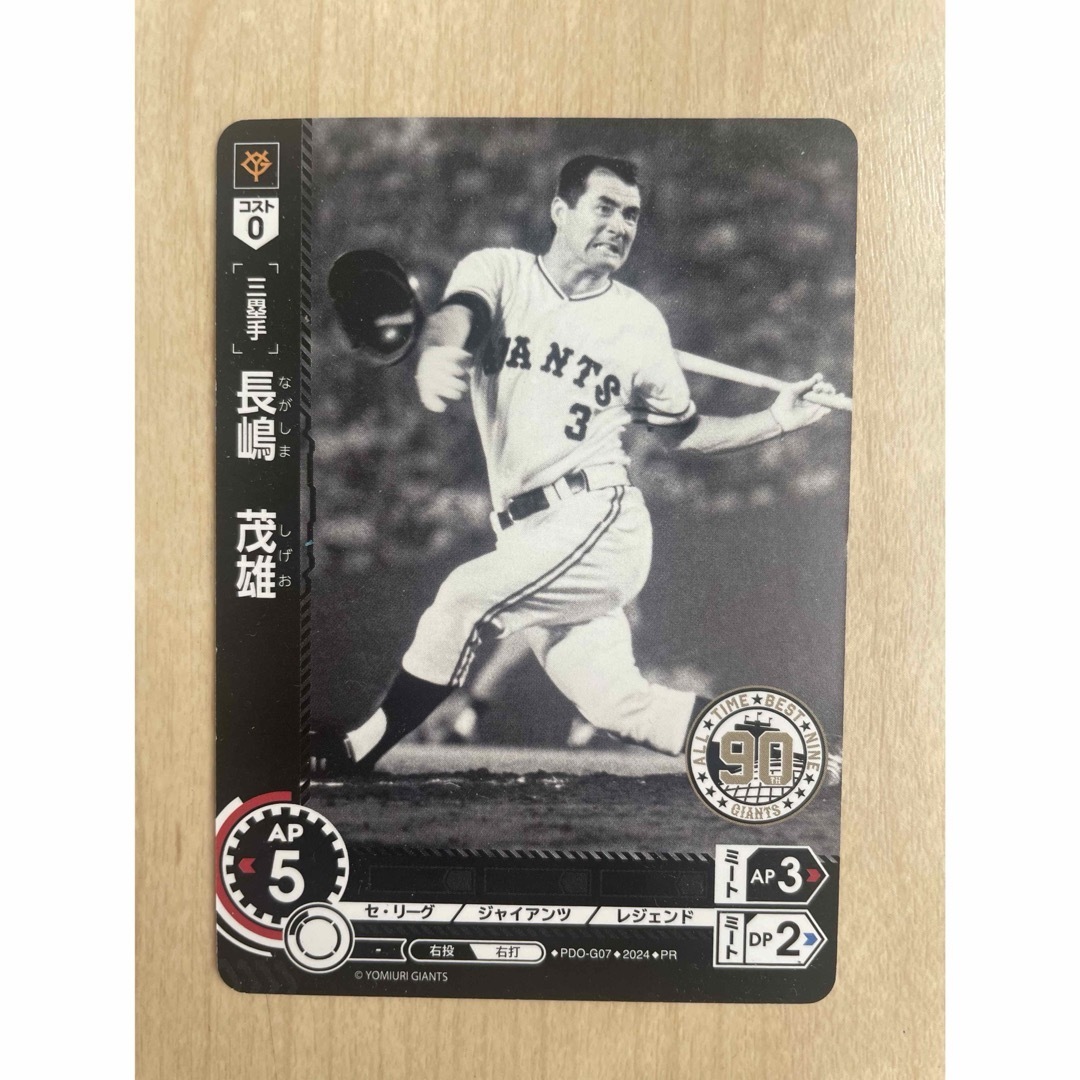 YG
コスト
0
三塁手
長嶋 茂雄
ながしま しげお
GIANTS
3
ALL★TIME★BEST★NINE
90TH
GIANTS
AP
5
ミート AP 3
ミート DP 2
セ・リーグ / ジャイアンツ / レジェンド
- 右投 右打 ◆PDO-G07◆2024◆PR
© YOMIURI GIANTS